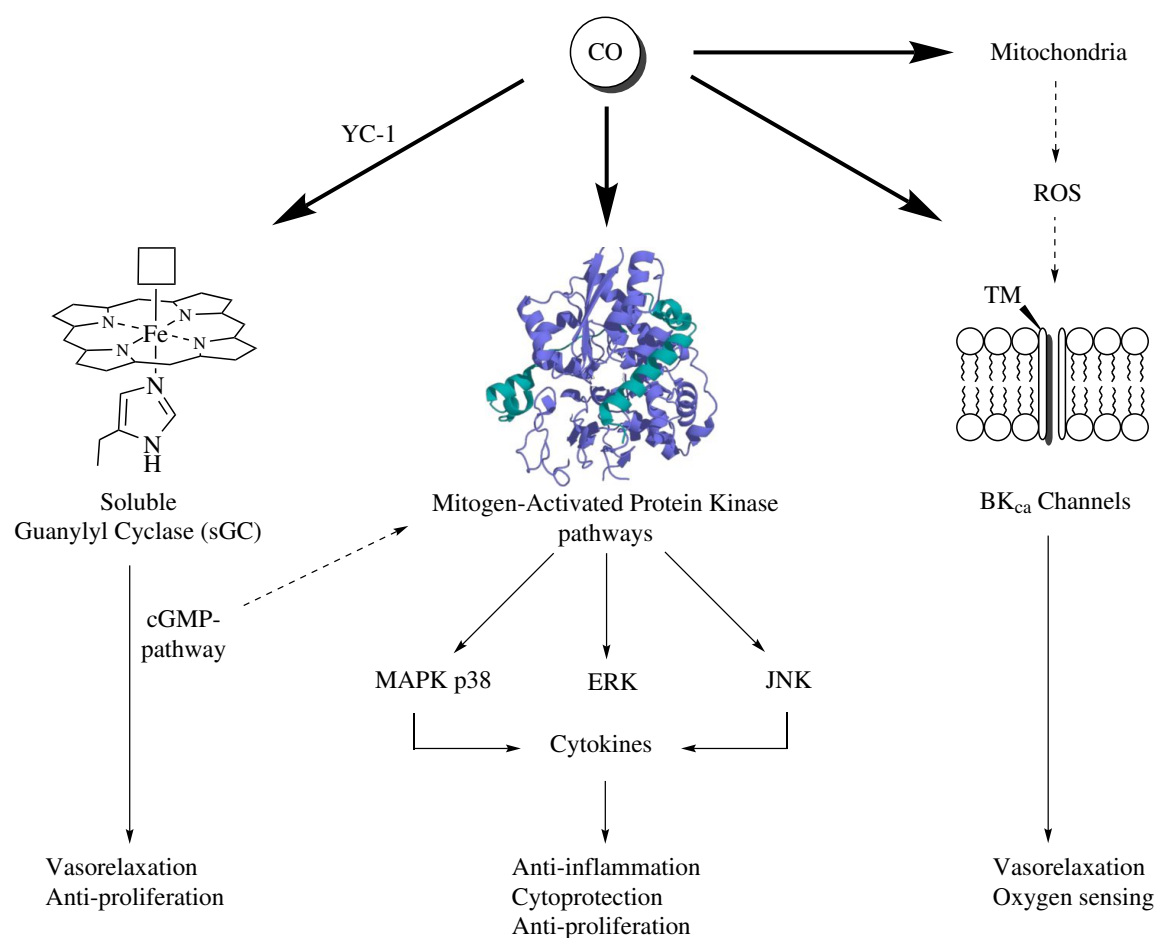 CO
Mitochondria
YC-1
ROS
TM
N
N
Fe
N
N
N
N
H
Soluble
Guanylyl Cyclase (sGC)
Mitogen-Activated Protein Kinase
pathways
BKca Channels
cGMP-
pathway
MAPK p38
ERK
JNK
Cytokines
Vasorelaxation
Anti-proliferation
Anti-inflammation
Cytoprotection
Anti-proliferation
Vasorelaxation
Oxygen sensing